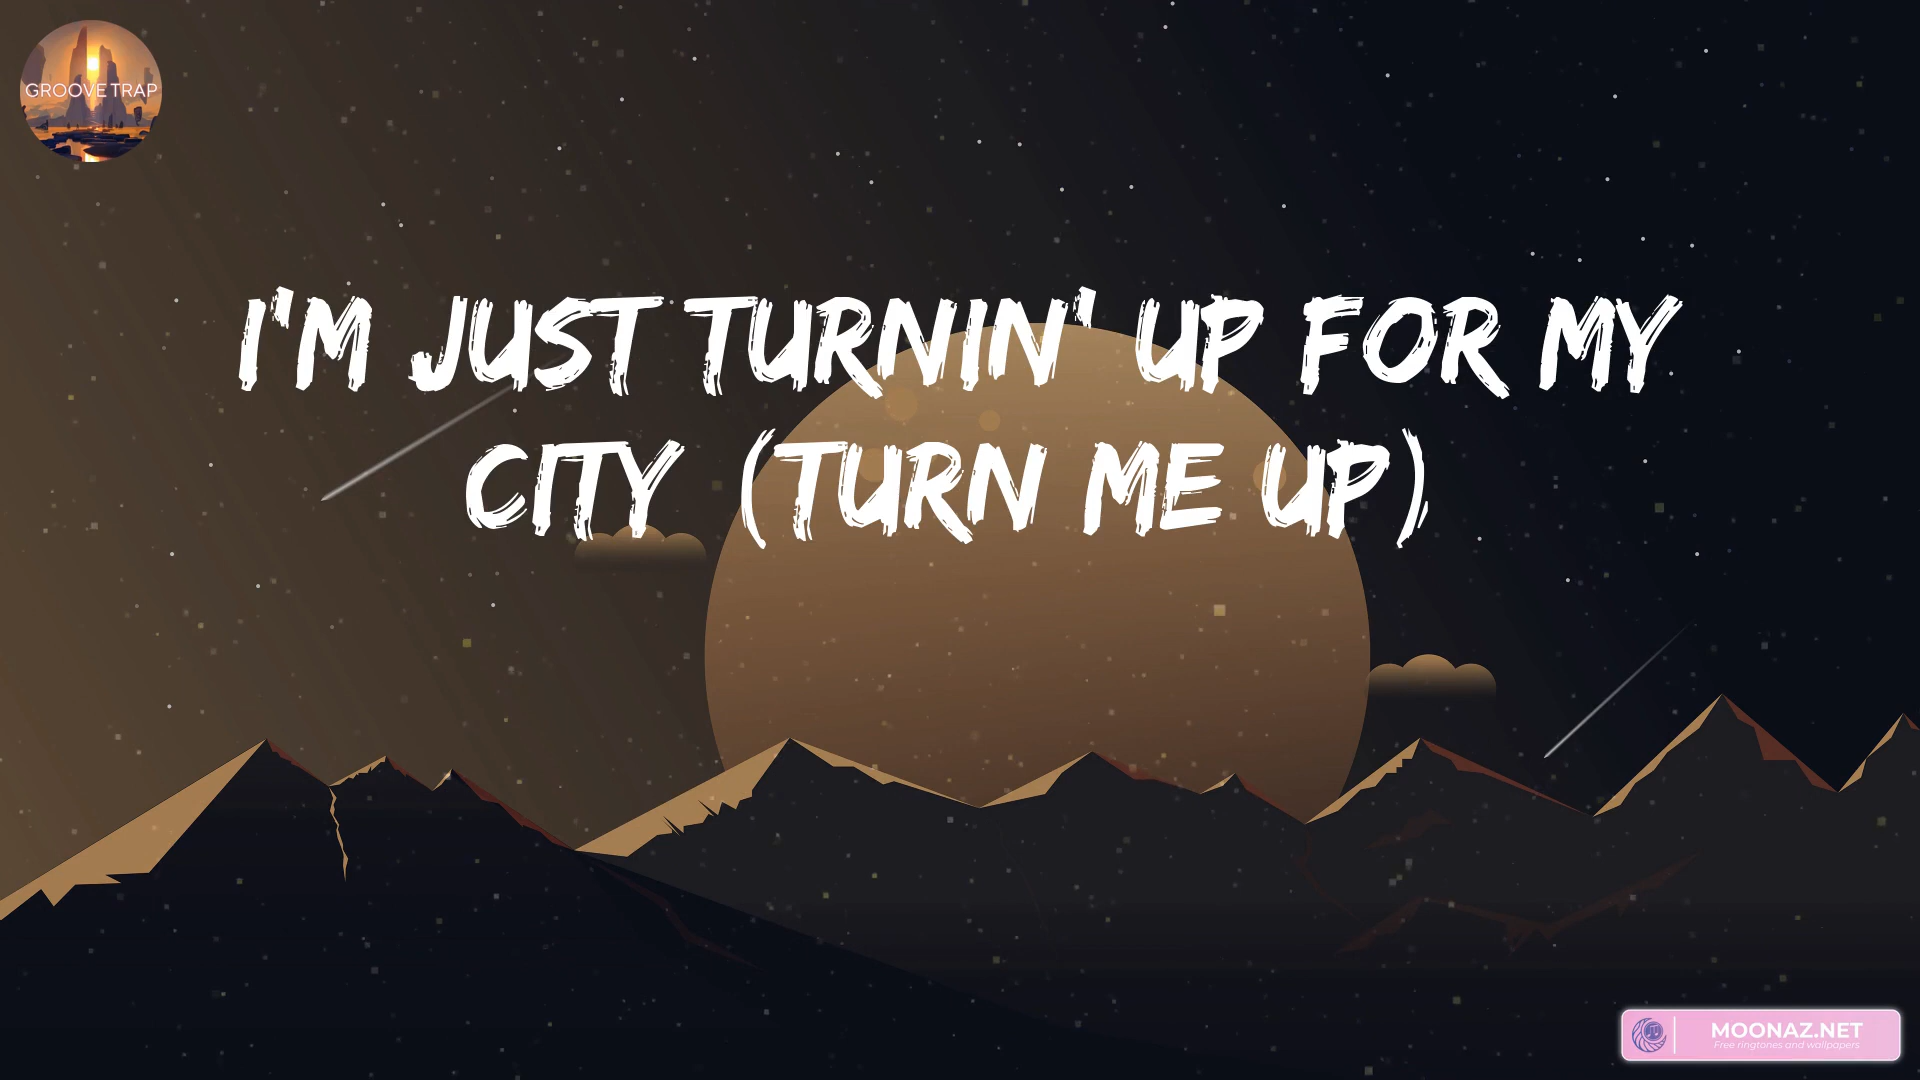 GROOVE TRAP
I'M JUST TURNIN' UP FOR MY
CITY (TURN ME UP)
MOONAZ.NET
Free ringtones and wallpapers